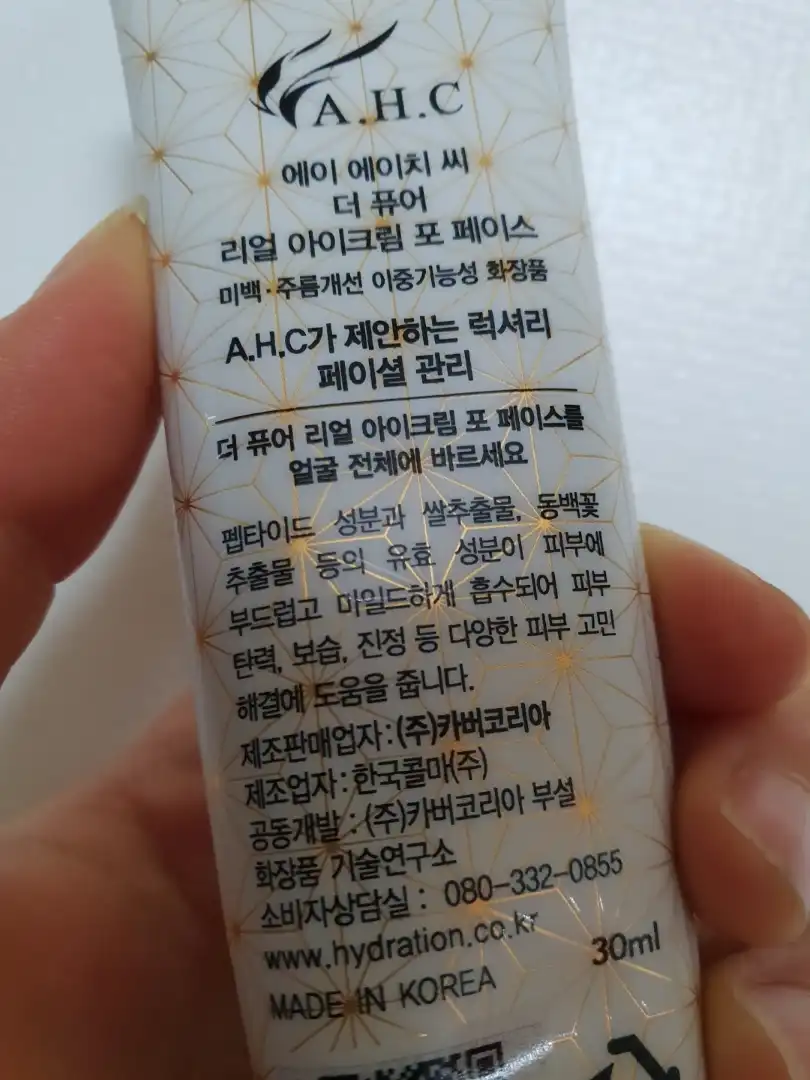 A.H.C
에이 에이치 씨
더 퓨어
리얼 아이크림 포 페이스
미백·주름개선 이중기능성 화장품
A.H.C가 제안하는 럭셔리
페이셜 관리
더 퓨어 리얼 아이크림 포 페이스를
얼굴 전체에 바르세요
펩타이드 성분과 쌀추출물, 동백꽃
추출물 등의 유효 성분이 피부에
부드럽고 마일드하게 흡수되어 피부
탄력, 보습, 진정 등 다양한 피부 고민
해결에 도움을 줍니다.
제조판매업자:(주)카버코리아
제조업자:한국콜마(주)
공동개발 : (주)카버코리아 부설
화장품 기술연구소
소비자상담실 : 080-332-0855
www.hydration.co.kr
30ml
MADE IN KOREA